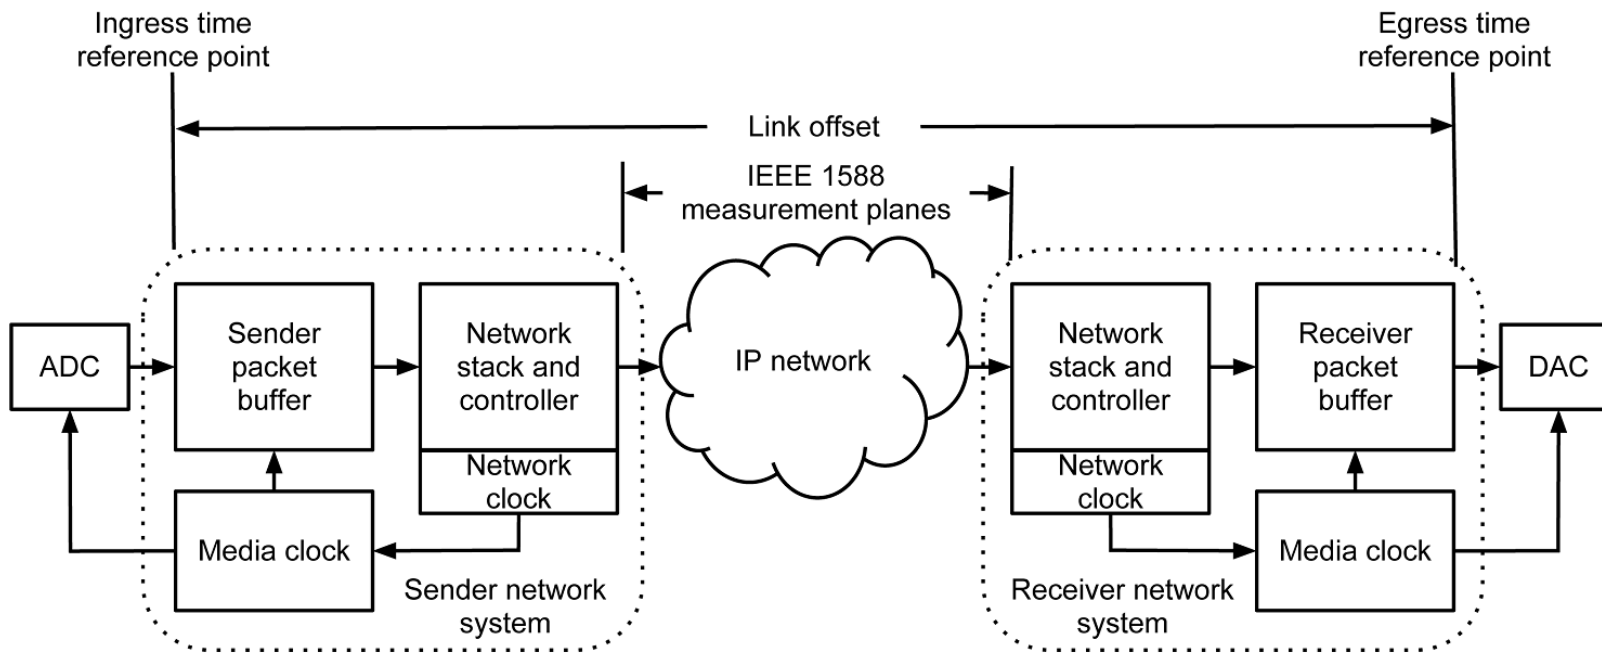 Ingress time
reference point
Egress time
reference point
Link offset
IEEE 1588
measurement planes
ADC
Sender
packet
buffer
Network
stack and
controller
IP network
Network
stack and
controller
Receiver
packet
buffer
DAC
Network
clock
Network
clock
Media clock
Sender network
system
Receiver network
system
Media clock